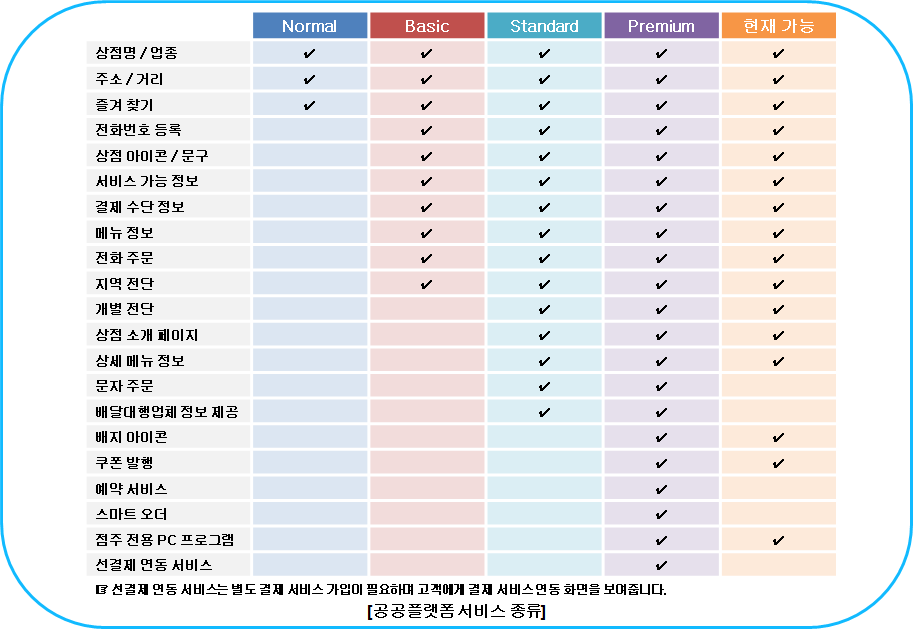 Normal Basic Standard Premium 현재 가능
상점명 / 업종 ✔ ✔ ✔ ✔ ✔
주소 / 거리 ✔ ✔ ✔ ✔ ✔
즐겨 찾기 ✔ ✔ ✔ ✔ ✔
전화번호 등록 ✔ ✔ ✔ ✔
상점 아이콘 / 문구 ✔ ✔ ✔ ✔
서비스 가능 정보 ✔ ✔ ✔ ✔
결제 수단 정보 ✔ ✔ ✔ ✔
메뉴 정보 ✔ ✔ ✔ ✔
전화 주문 ✔ ✔ ✔ ✔
지역 전단 ✔ ✔ ✔ ✔
개별 전단 ✔ ✔ ✔
상점 소개 페이지 ✔ ✔ ✔
상세 메뉴 정보 ✔ ✔ ✔
문자 주문 ✔ ✔
배달대행업체 정보 제공 ✔ ✔
배지 아이콘 ✔ ✔
쿠폰 발행 ✔ ✔
예약 서비스 ✔
스마트 오더 ✔
점주 전용 PC 프로그램 ✔ ✔
선결제 연동 서비스 ✔
☞ 선결제 연동 서비스는 별도 결제 서비스 가입이 필요하며 고객에게 결제 서비스 연동 화면을 보여줍니다.
[공공플랫폼 서비스 종류]